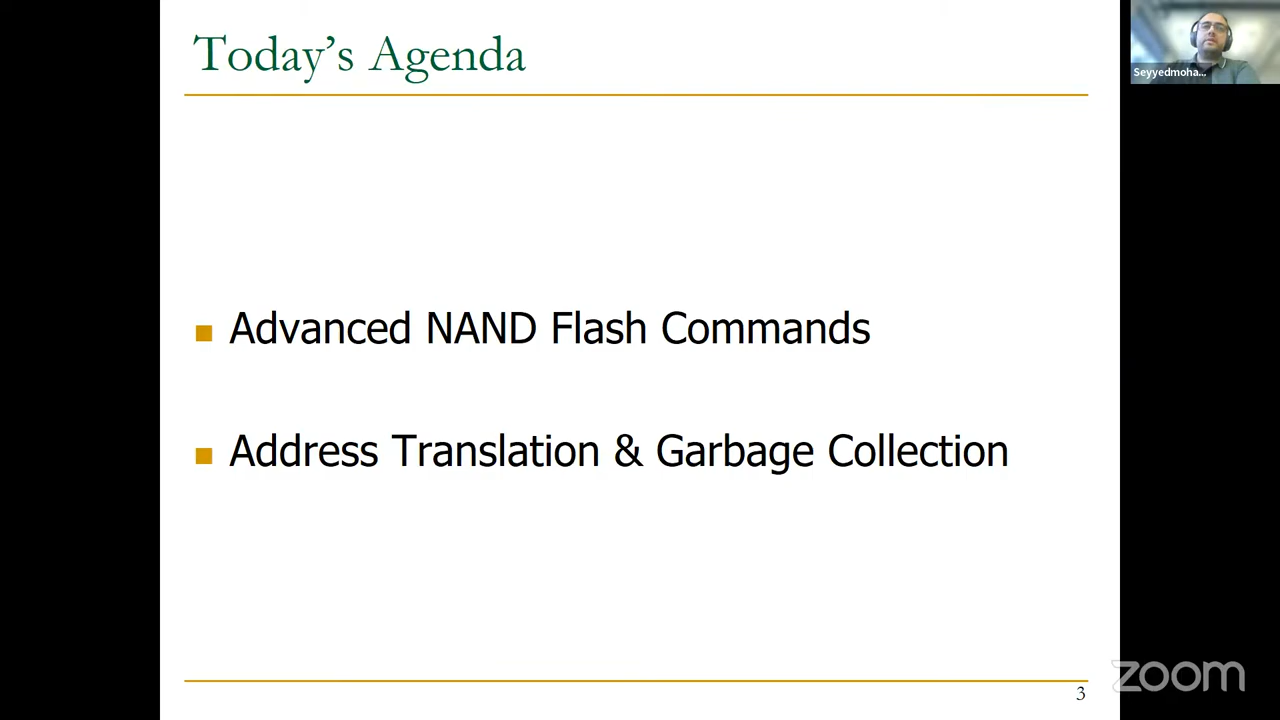 Today's Agenda
Seyyedmoha...
Advanced NAND Flash Commands
Address Translation & Garbage Collection
3
zoom